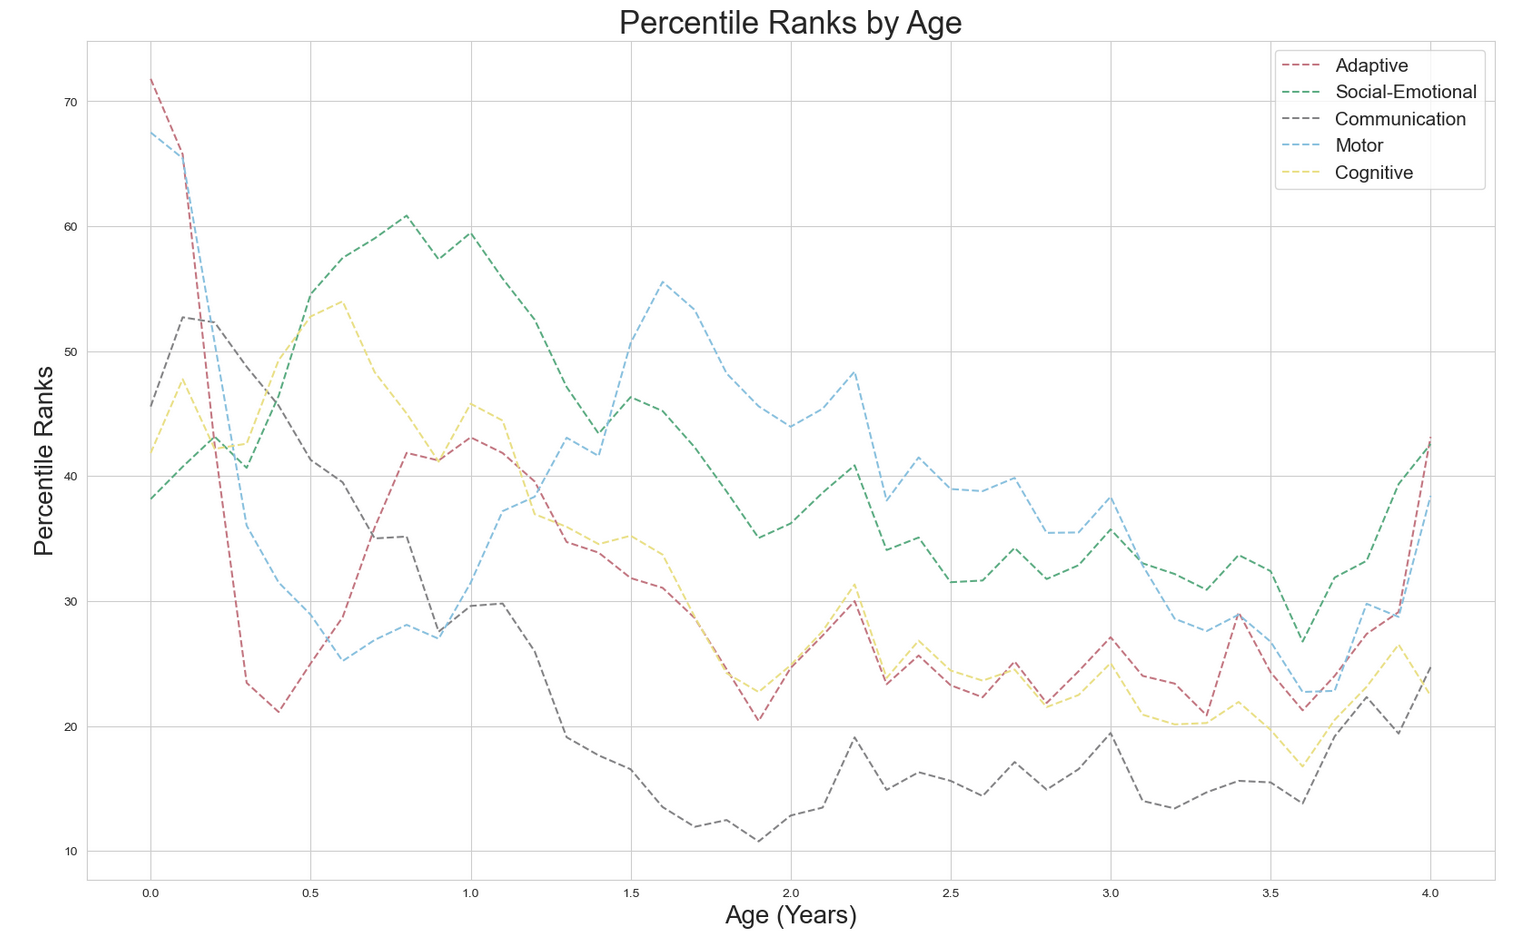 Percentile Ranks by Age
Adaptive
Social-Emotional
Communication
Motor
Cognitive
Percentile Ranks
70
60
50
40
30
20
10
0.0 0.5 1.0 1.5 2.0 2.5 3.0 3.5 4.0
Age (Years)